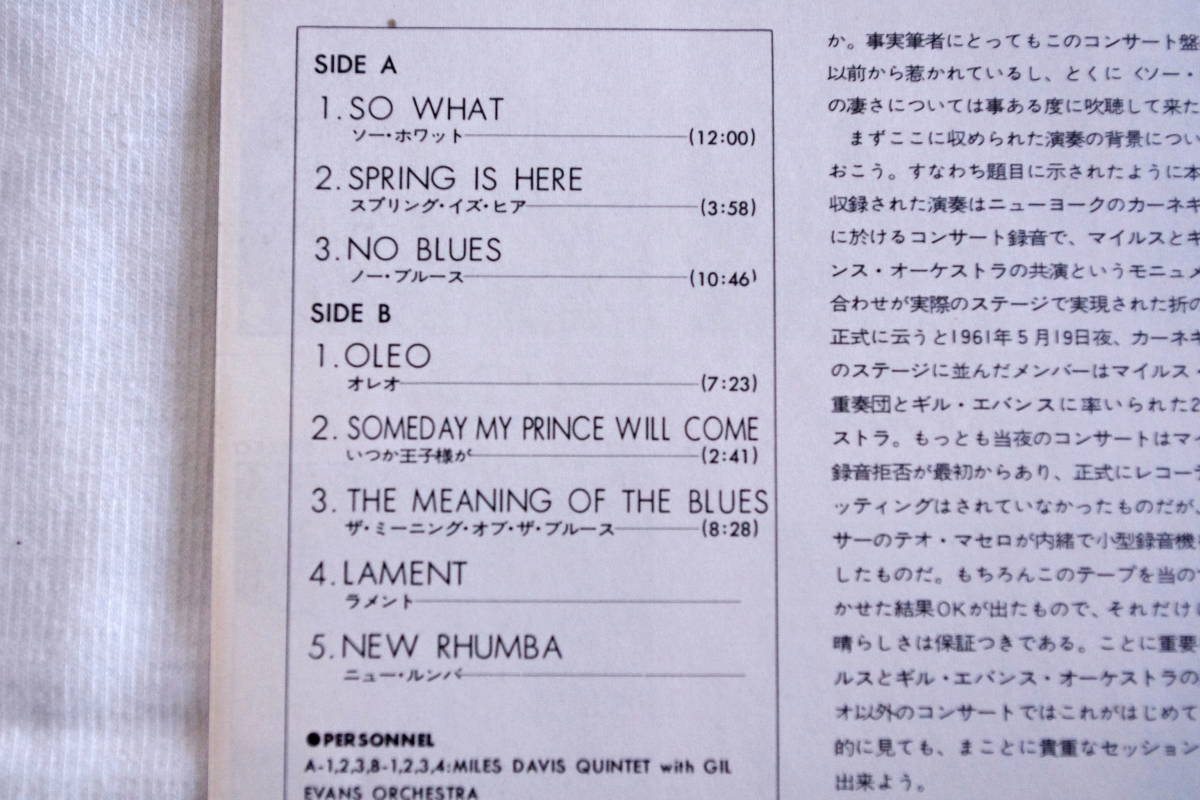 SIDE A
1. SO WHAT
ソー・ホワット (12:00)
2. SPRING IS HERE
スプリング・イズ・ヒア (3:58)
3. NO BLUES
ノー・ブルース (10:46)
SIDE B
1. OLEO
オレオ (7:23)
2. SOMEDAY MY PRINCE WILL COME
いつか王子様が (2:41)
3. THE MEANING OF THE BLUES
ザ・ミーニング・オブ・ザ・ブルース (8:28)
4. LAMENT
ラメント
5. NEW RHUMBA
ニュー・ルンバ
●PERSONNEL
A-1,2,3,B-1,2,3,4:MILES DAVIS QUINTET with GIL
EVANS ORCHESTRA
か。事実筆者にとってもこのコンサート盤
以前から惹かれているし、とくに〈ソー・
の凄さについては事ある度に吹聴して来た
まずここに収められた演奏の背景につい
おこう。すなわち題目に示されたように本
収録された演奏はニューヨークのカーネギ
に於けるコンサート録音で、マイルスとギ
ンス・オーケストラの共演というモニュメ
合わせが実際のステージで実現された折の
正式に云うと1961年5月19日夜、カーネギ
のステージに並んだメンバーはマイルス・
重奏団とギル・エバンスに率いられた2
ストラ。もっとも当夜のコンサートはマイ
録音拒否が最初からあり、正式にレコーデ
ッティングはされていなかったものだが、
サーのテオ・マセロが内緒で小型録音機
したものだ。もちろんこのテープを当の
かせた結果OKが出たもので、それだけ
晴らしさは保証つきである。ことに重要
ルスとギル・エバンス・オーケストラの
オ以外のコンサートではこれがはじめて
的に見ても、まことに貴重なセッション
出来よう。